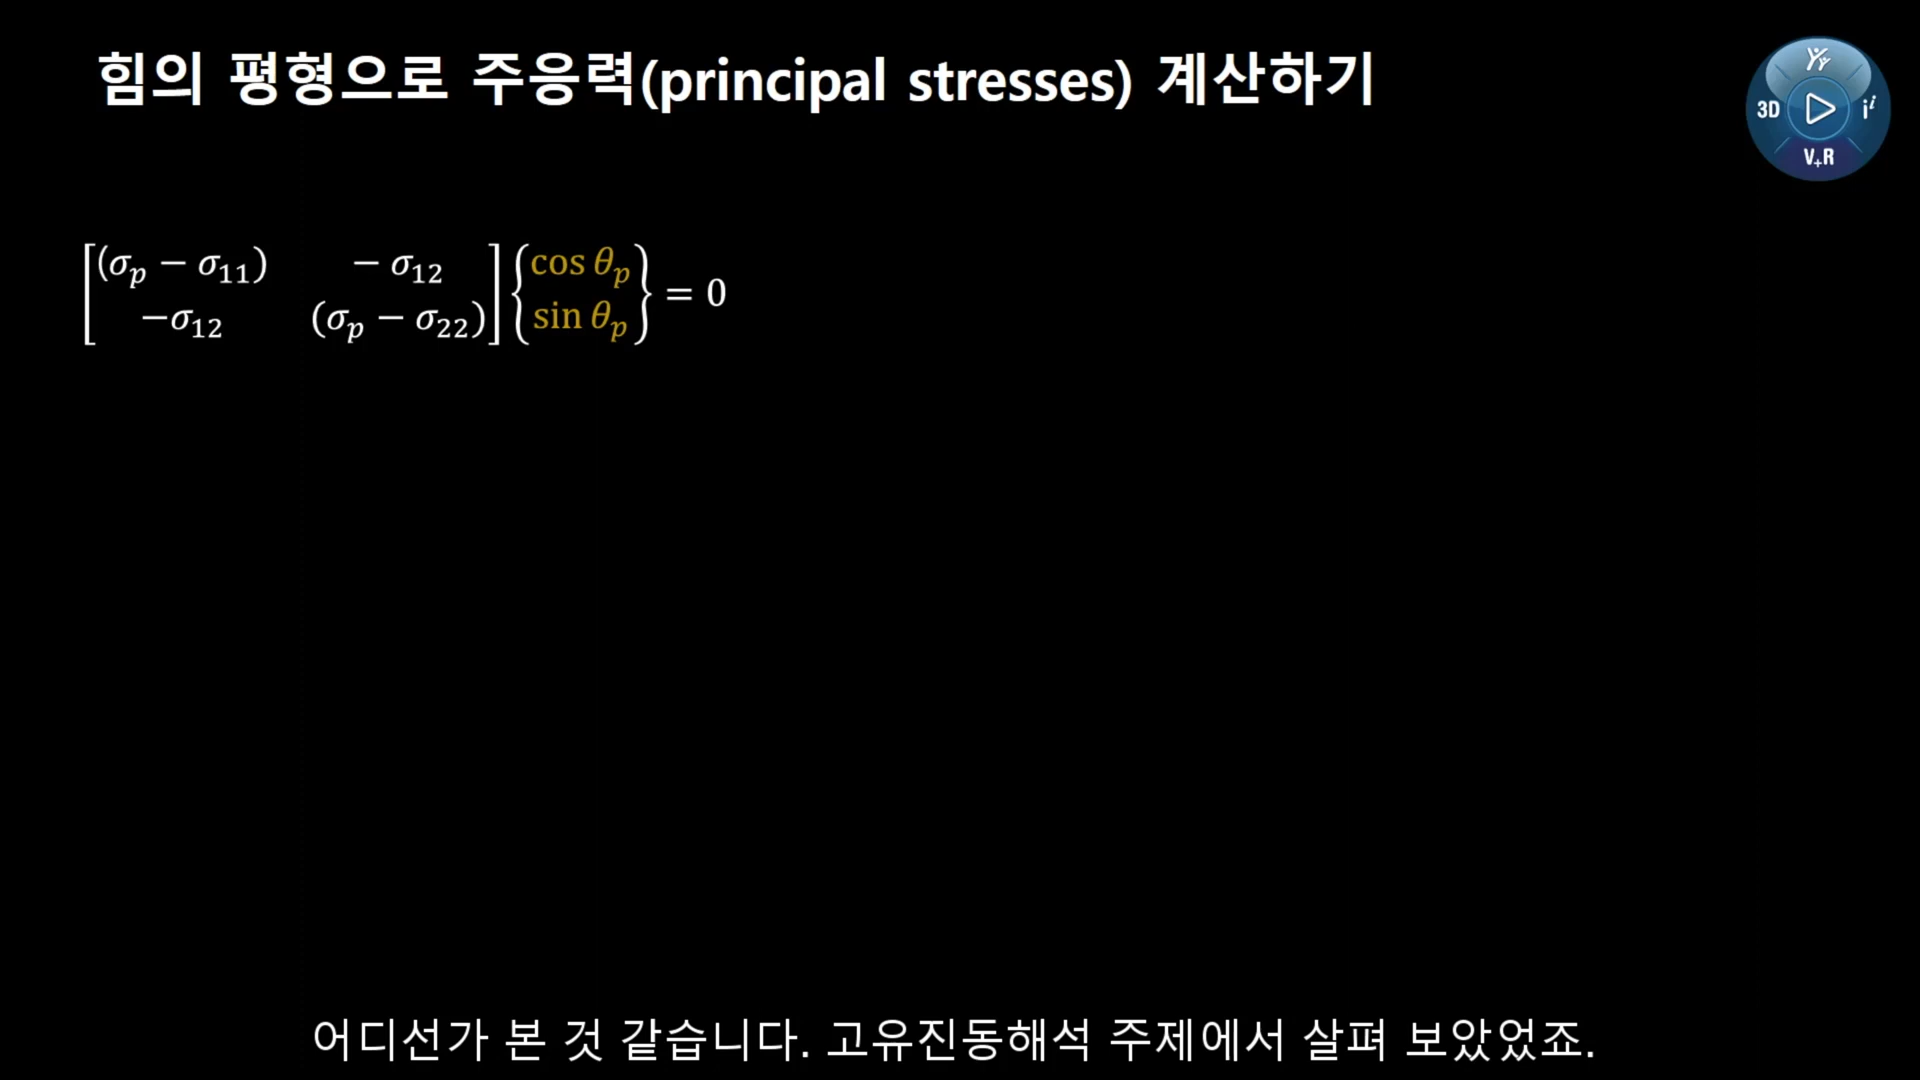 힘의 평형으로 주응력(principal stresses) 계산하기
3D
V+R
i
[(σₚ − σ₁₁) − σ₁₂] {cos θₚ} = 0
[−σ₁₂ (σₚ − σ₂₂)] {sin θₚ}
어디선가 본 것 같습니다. 고유진동해석 주제에서 살펴 보았었죠.